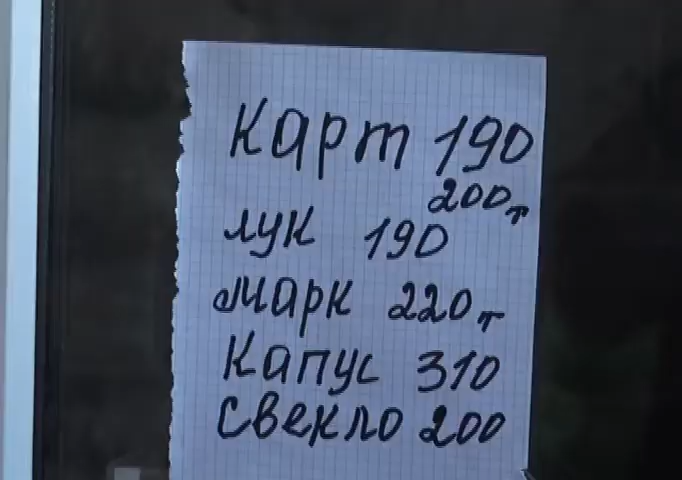 Карт 190
200т
лук 190
марк 220т
Капус 310
Свекло 200